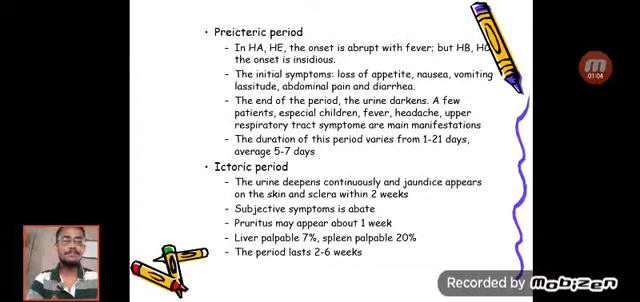 • Preicteric period
– In HA, HE, the onset is abrupt with fever; but HB, HC
the onset is insidious.
– The initial symptoms: loss of appetite, nausea, vomiting
lassitude, abdominal pain and diarrhea.
– The end of the period, the urine darkens. A few
patients, especial children, fever, headache, upper
respiratory tract symptome are main manifestations
– The duration of this period varies from 1-21 days,
average 5-7 days
• Ictoric period
– The urine deepens continuously and jaundice appears
on the skin and sclera within 2 weeks
– Subjective symptoms is abate
– Pruritus may appear about 1 week
– Liver palpable 7%, spleen palpable 20%
– The period lasts 2-6 weeks
01:04
Recorded by mobizen